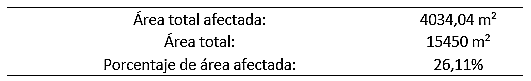 Área total afectada: 4034,04 m²
Área total: 15450 m²
Porcentaje de área afectada: 26,11%